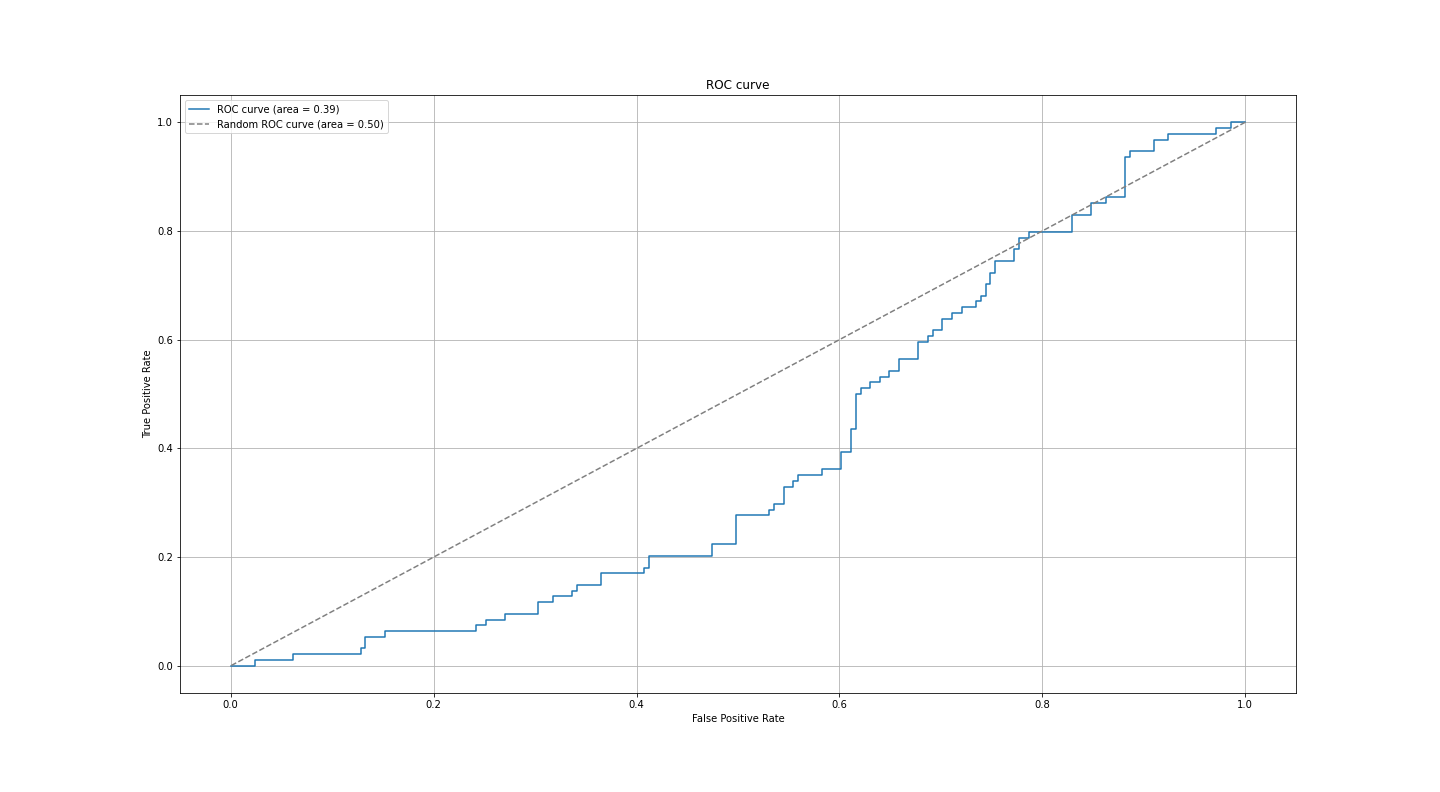 ROC curve
ROC curve (area = 0.39)
Random ROC curve (area = 0.50)
1.0
0.8
0.6
0.4
0.2
0.0
True Positive Rate
0.0 0.2 0.4 0.6 0.8 1.0
False Positive Rate